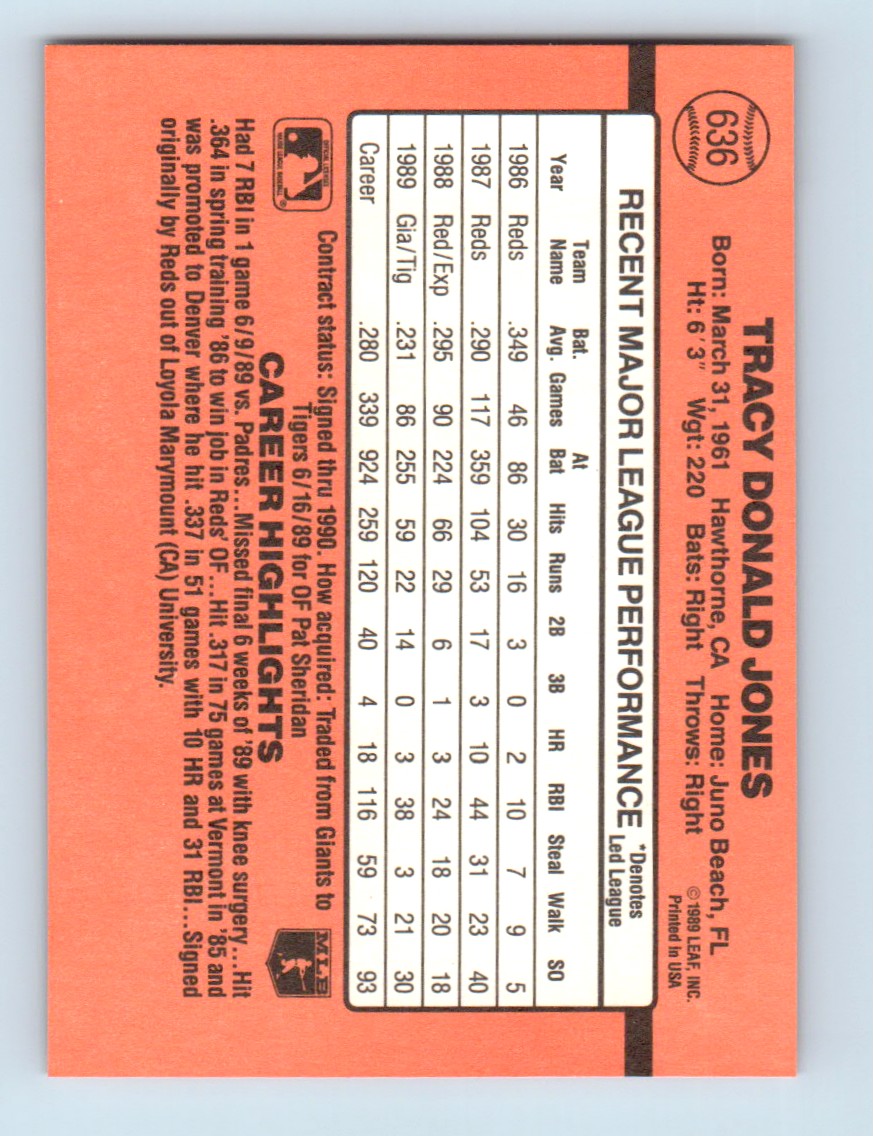 636
TRACY DONALD JONES
Born: March 31, 1961 Hawthorne, CA Home: Juno Beach, FL
Ht: 6'3" Wgt: 220 Bats: Right Throws: Right
© 1989 LEAF, INC.
Printed in USA
RECENT MAJOR LEAGUE PERFORMANCE *Denotes Led League
Year Team Name Bat. Avg. Games At Bat Hits Runs 2B 3B HR RBI Steal Walk SO
1986 Reds .349 46 86 30 16 3 0 2 10 7 9 5
1987 Reds .290 117 359 104 53 17 3 10 44 31 23 40
1988 Red/Exp .295 90 224 66 29 6 1 3 24 18 20 18
1989 Gia/Tig .231 86 255 59 22 14 0 3 38 3 21 30
Career .280 339 924 259 120 40 4 18 116 59 73 93
OFFICIAL LICENSEE
MAJOR LEAGUE BASEBALL
Contract status: Signed thru 1990. How acquired: Traded from Giants to
Tigers 6/16/89 for OF Pat Sheridan
MLB
CAREER HIGHLIGHTS
Had 7 RBI in 1 game 6/9/89 vs. Padres...Missed final 6 weeks of '89 with knee surgery...Hit
.364 in spring training '86 to win job in Reds' OF...Hit .317 in 75 games at Vermont in '85 and
was promoted to Denver where he hit .337 in 51 games with 10 HR and 31 RBI...Signed
originally by Reds out of Loyola Marymount (CA) University.